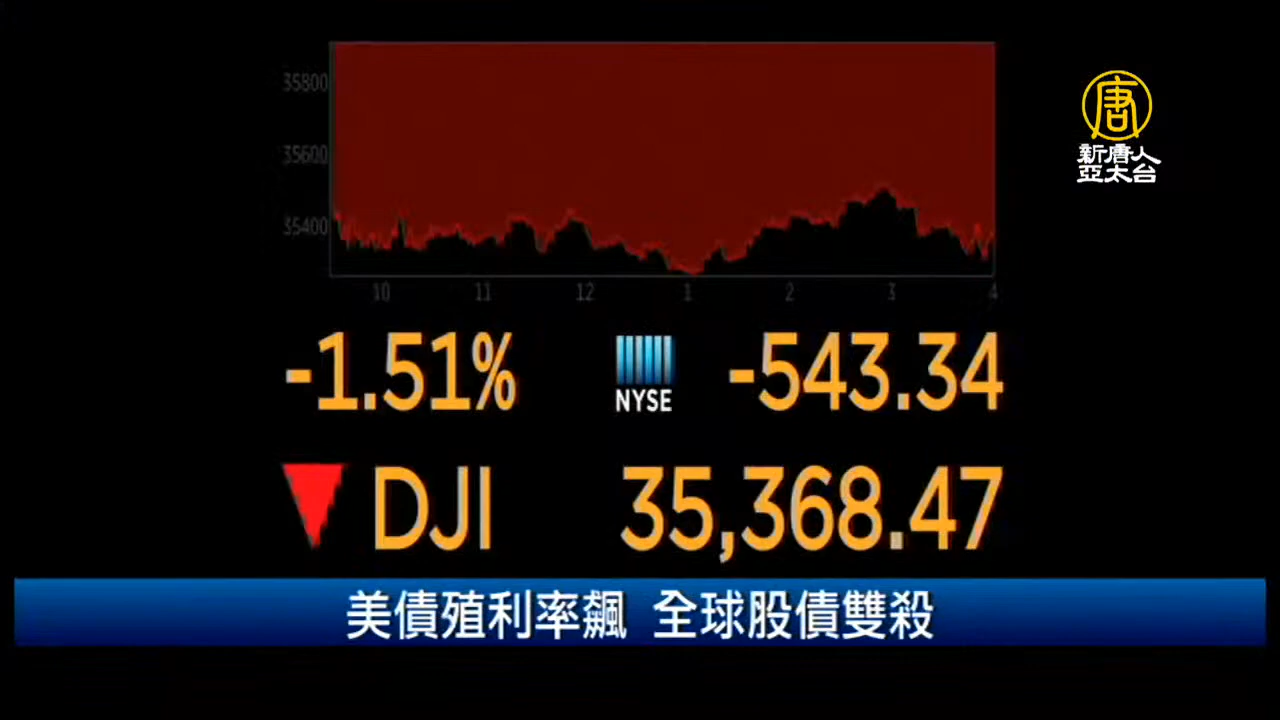 35800
35600
35400
10 11 12 1 2 3 4
唐
新唐人
亞太台
-1.51%
NYSE
-543.34
DJI
35,368.47
美債殖利率飆 全球股債雙殺